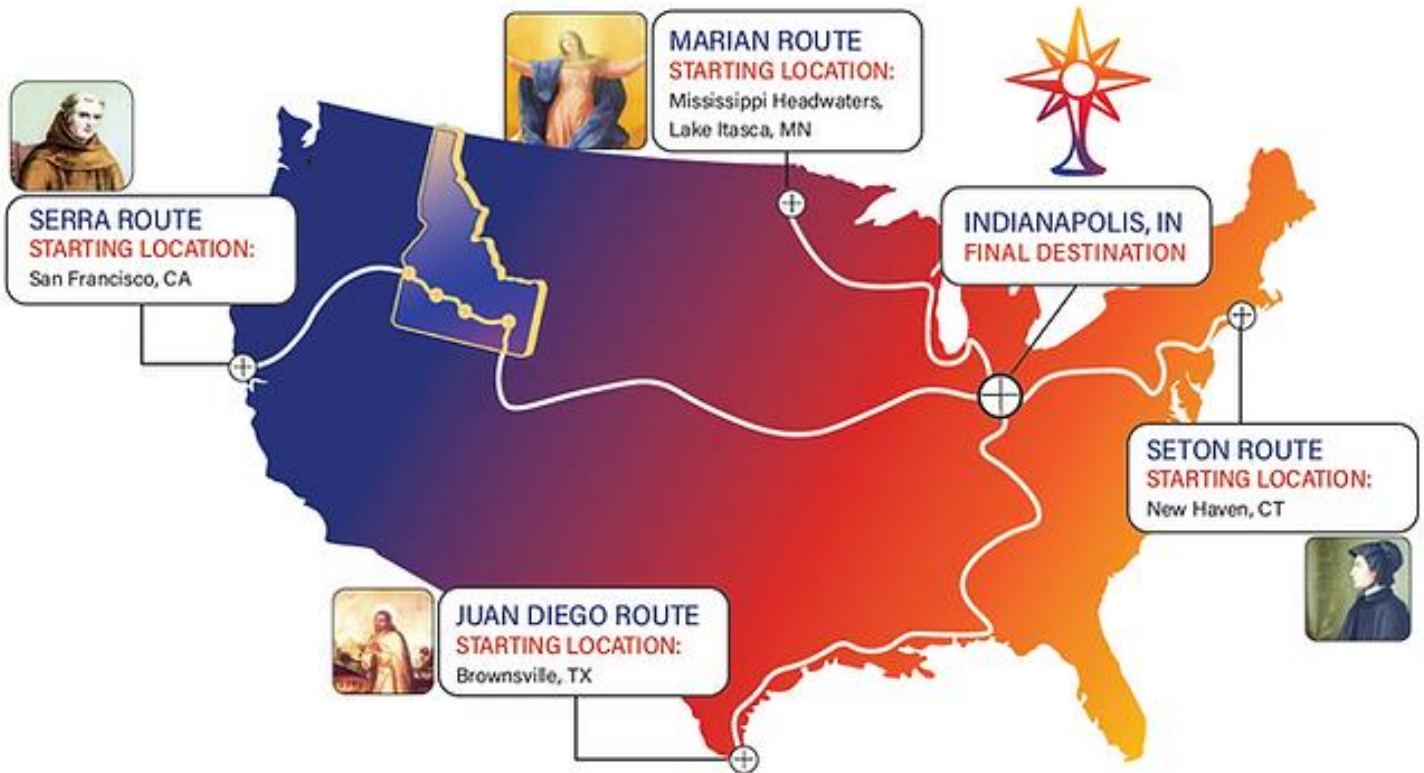 MARIAN ROUTE
STARTING LOCATION:
Mississippi Headwaters,
Lake Itasca, MN
SERRA ROUTE
STARTING LOCATION:
San Francisco, CA
INDIANAPOLIS, IN
FINAL DESTINATION
SETON ROUTE
STARTING LOCATION:
New Haven, CT
JUAN DIEGO ROUTE
STARTING LOCATION:
Brownsville, TX